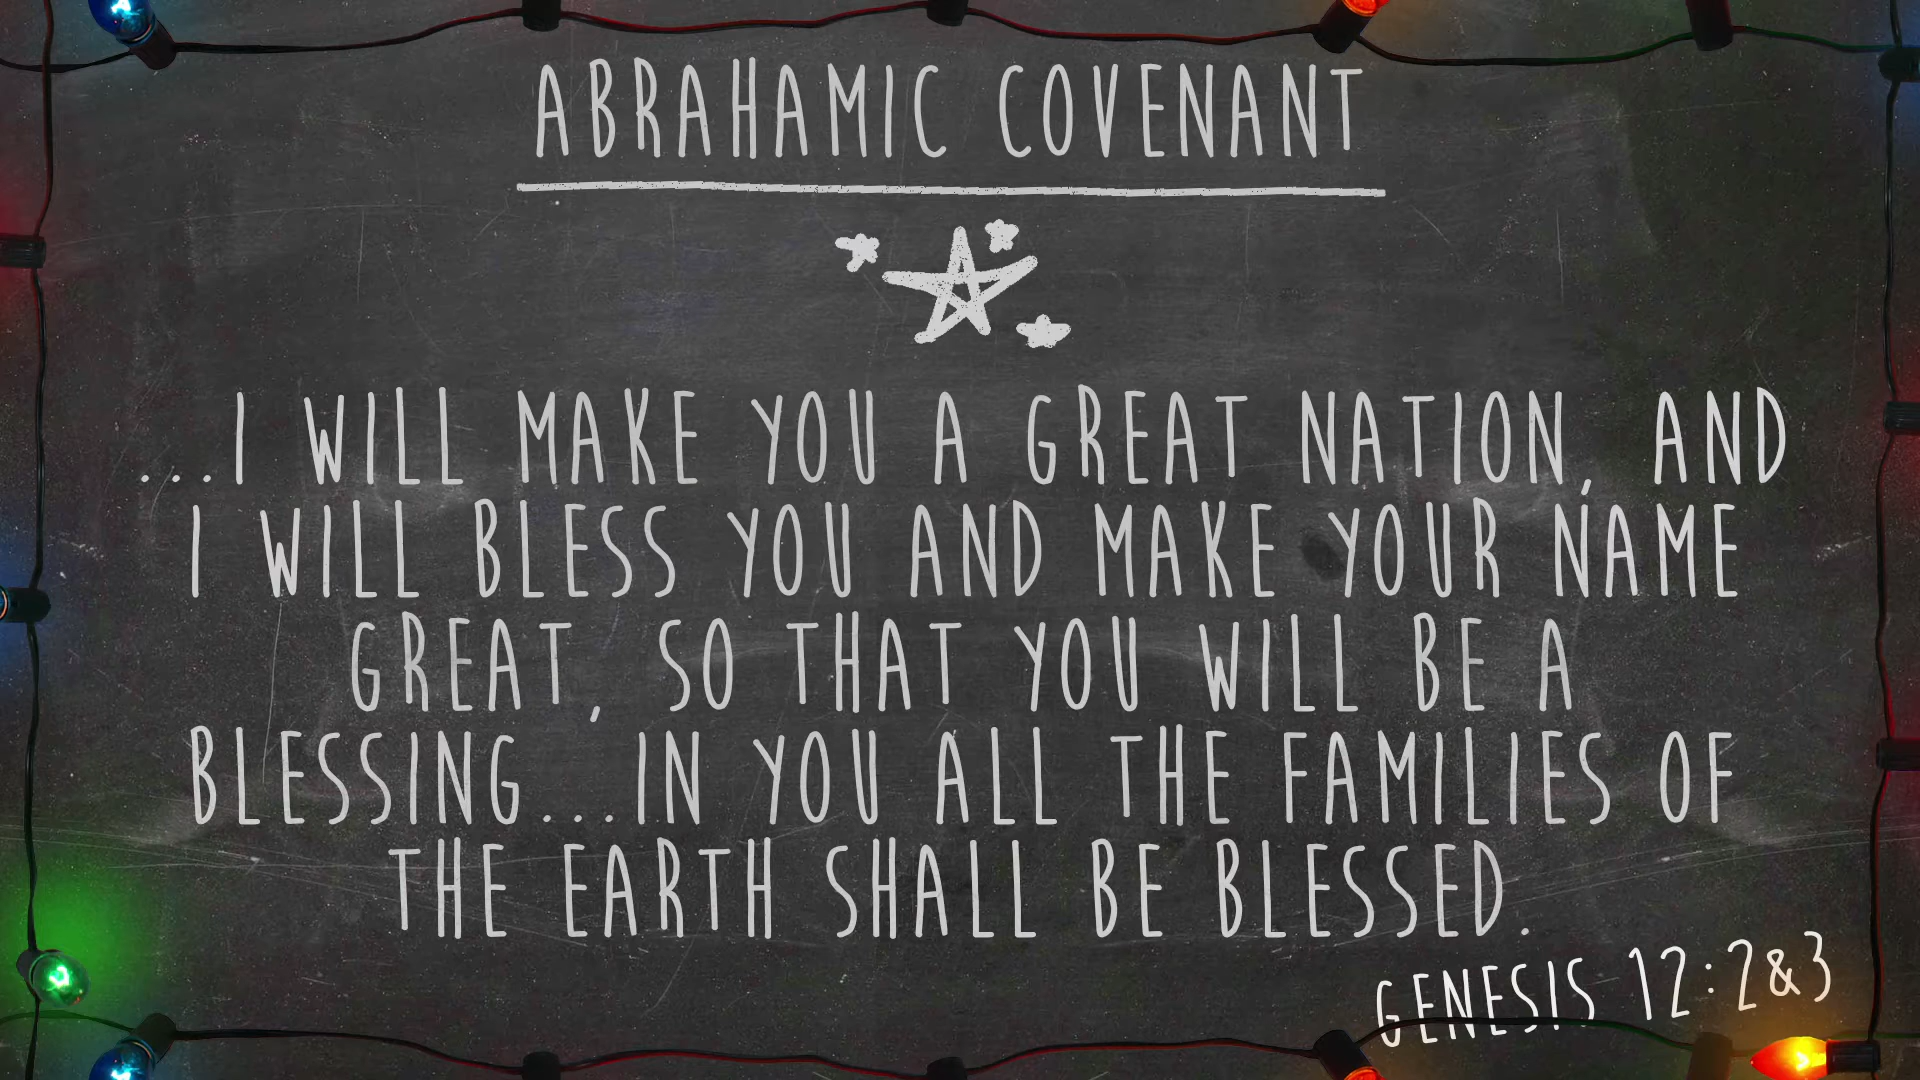 ABRAHAMIC COVENANT
...I WILL MAKE YOU A GREAT NATION, AND
I WILL BLESS YOU AND MAKE YOUR NAME
GREAT, SO THAT YOU WILL BE A
BLESSING...IN YOU ALL THE FAMILIES OF
THE EARTH SHALL BE BLESSED.
GENESIS 12:2&3